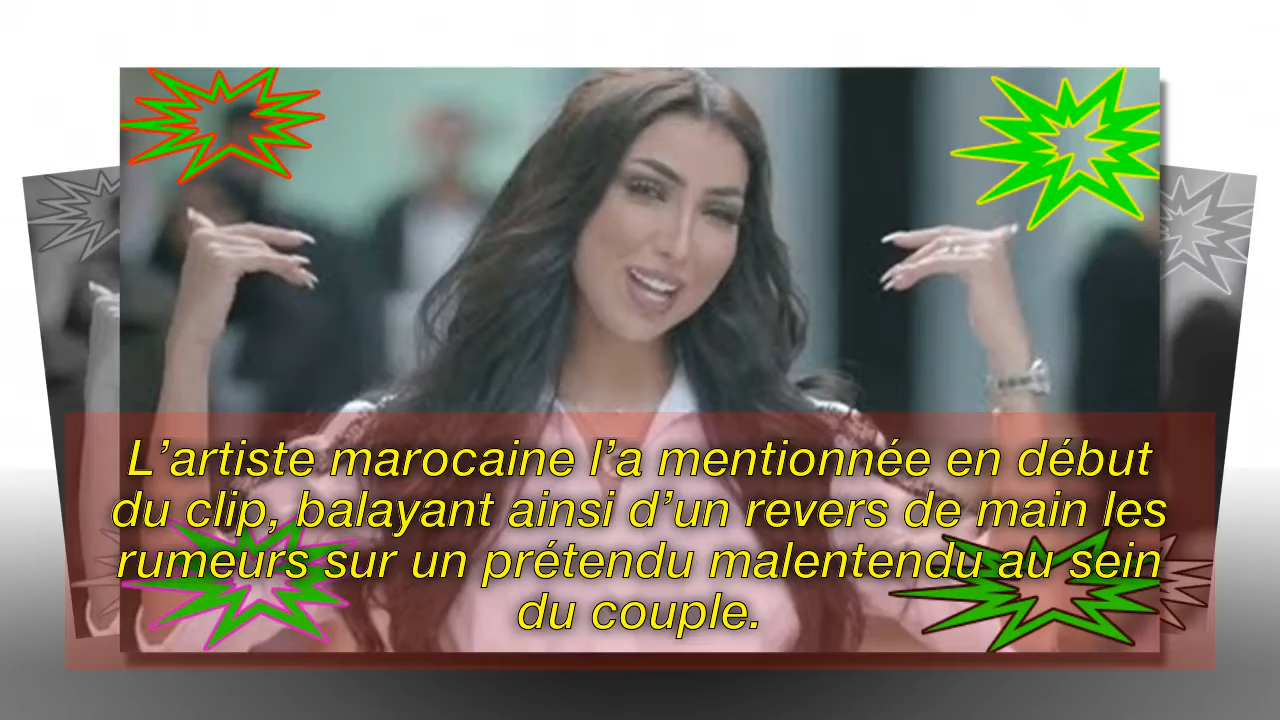 L’artiste marocaine l’a mentionnée en début
du clip, balayant ainsi d’un revers de main les
rumeurs sur un prétendu malentendu au sein
du couple.